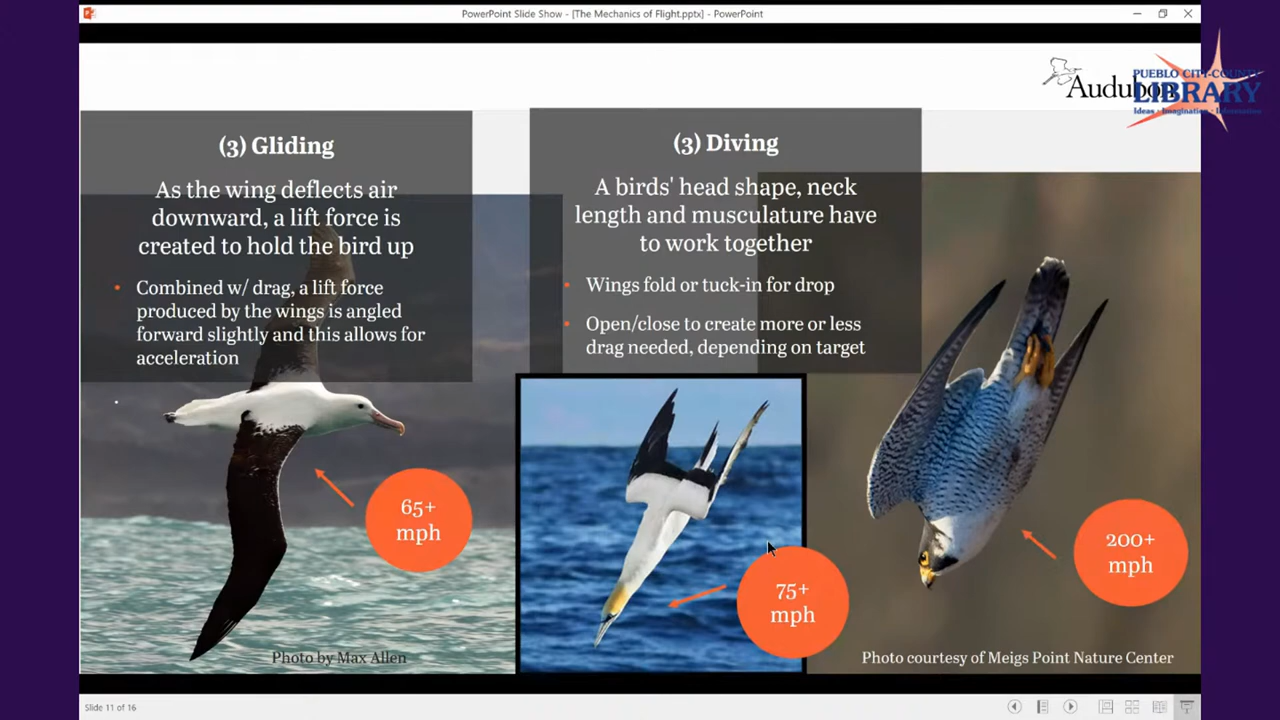 PowerPoint Slide Show - [The Mechanics of Flight.pptx] - PowerPoint
Audubon
PUEBLO CITY-COUNTY
LIBRARY
Ideas · Imagination · Information
(3) Gliding
As the wing deflects air
downward, a lift force is
created to hold the bird up
• Combined w/ drag, a lift force
produced by the wings is angled
forward slightly and this allows for
acceleration
65+
mph
Photo by Max Allen
(3) Diving
A birds' head shape, neck
length and musculature have
to work together
• Wings fold or tuck-in for drop
• Open/close to create more or less
drag needed, depending on target
75+
mph
200+
mph
Photo courtesy of Meigs Point Nature Center
Slide 11 of 16